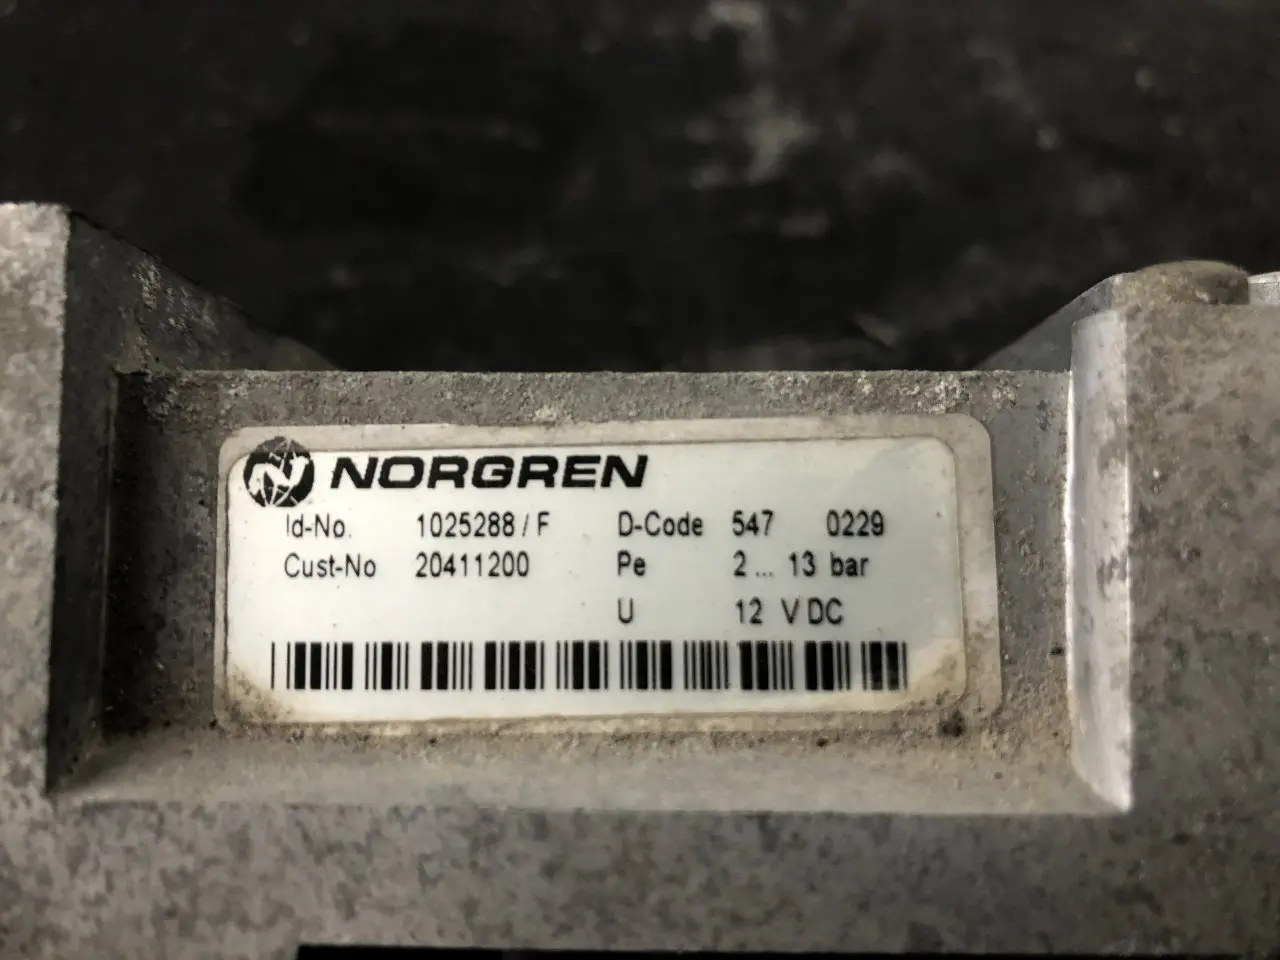 NORGREN
Id-No. 1025288 / F D-Code 547 0229
Cust-No 20411200 Pe 2 ... 13 bar
U 12 V DC